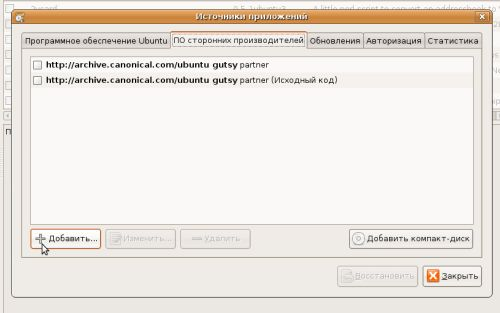 Источники приложений
Программное обеспечение Ubuntu
ПО сторонних производителей
Обновления
Авторизация
Статистика
http://archive.canonical.com/ubuntu gutsy partner
http://archive.canonical.com/ubuntu gutsy partner (Исходный код)
Добавить...
Изменить...
Удалить
Добавить компакт-диск
Восстановить
Закрыть